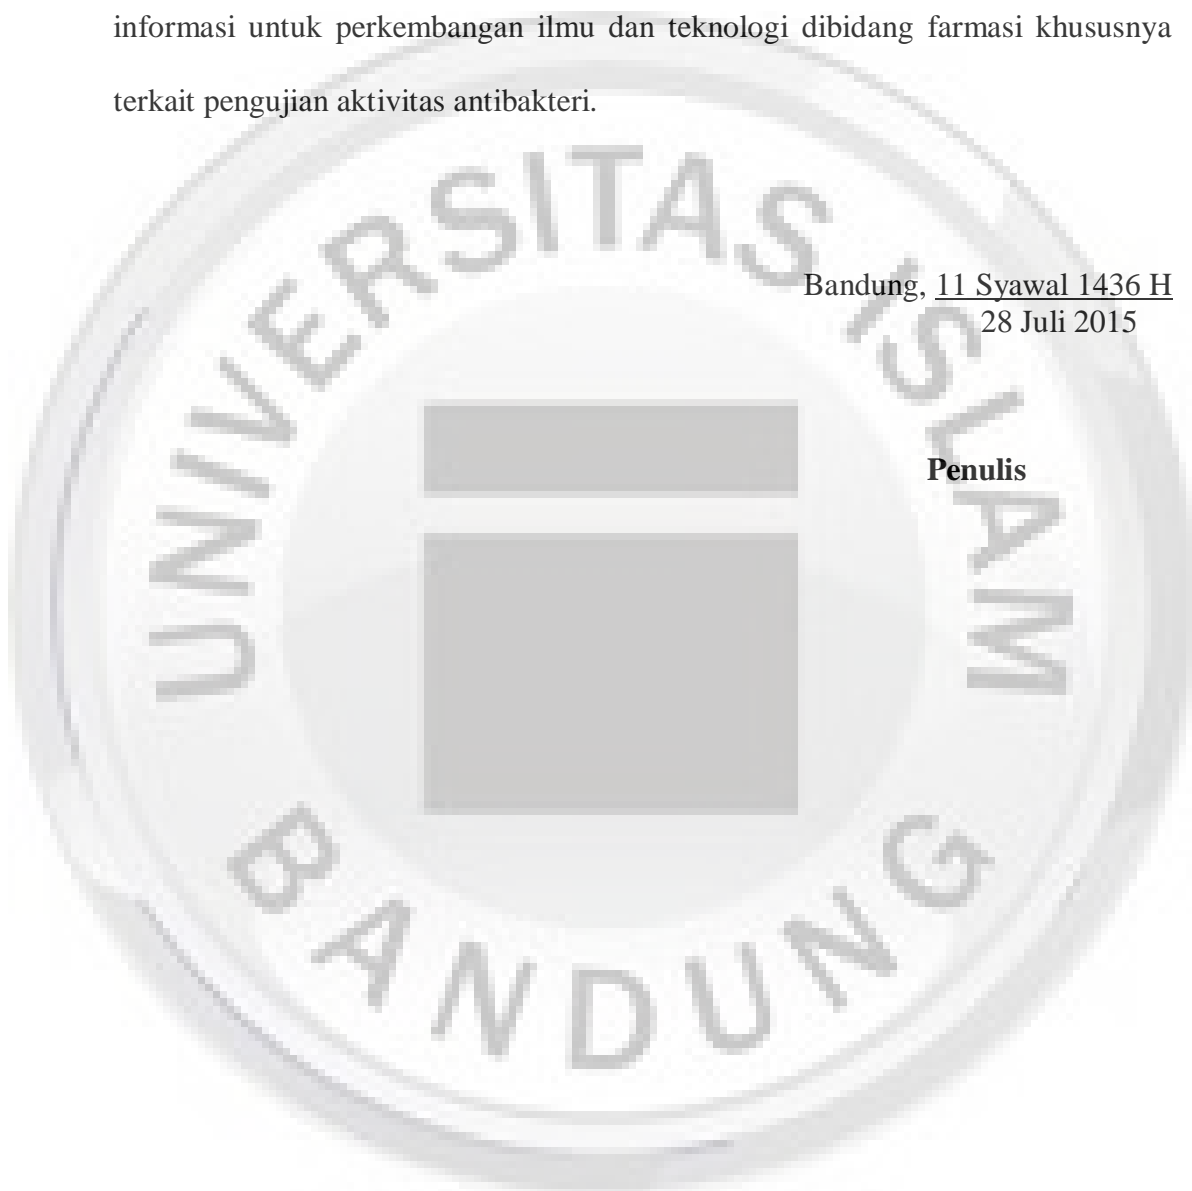 informasi untuk perkembangan ilmu dan teknologi dibidang farmasi khususnya
terkait pengujian aktivitas antibakteri.
Bandung, 11 Syawal 1436 H
28 Juli 2015
Penulis
UNIVERSITAS ISLAM
BANDUNG